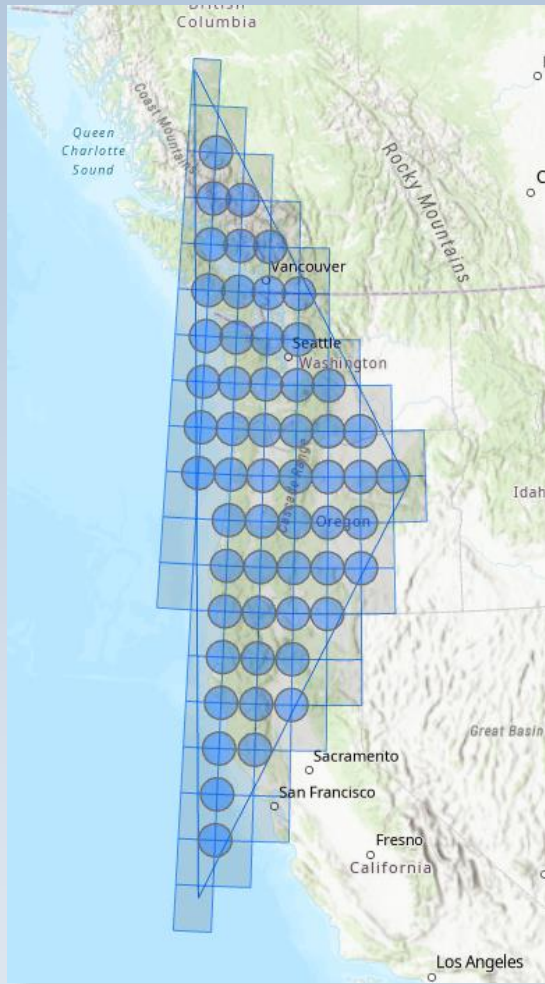 British
Columbia
Coast Mountains
Queen
Charlotte
Sound
Rocky Mountains
Vancouver
Seattle
Washington
Cascade Range
Oregon
Idah
Great Basin
Sacramento
San Francisco
Fresno
California
Los Angeles